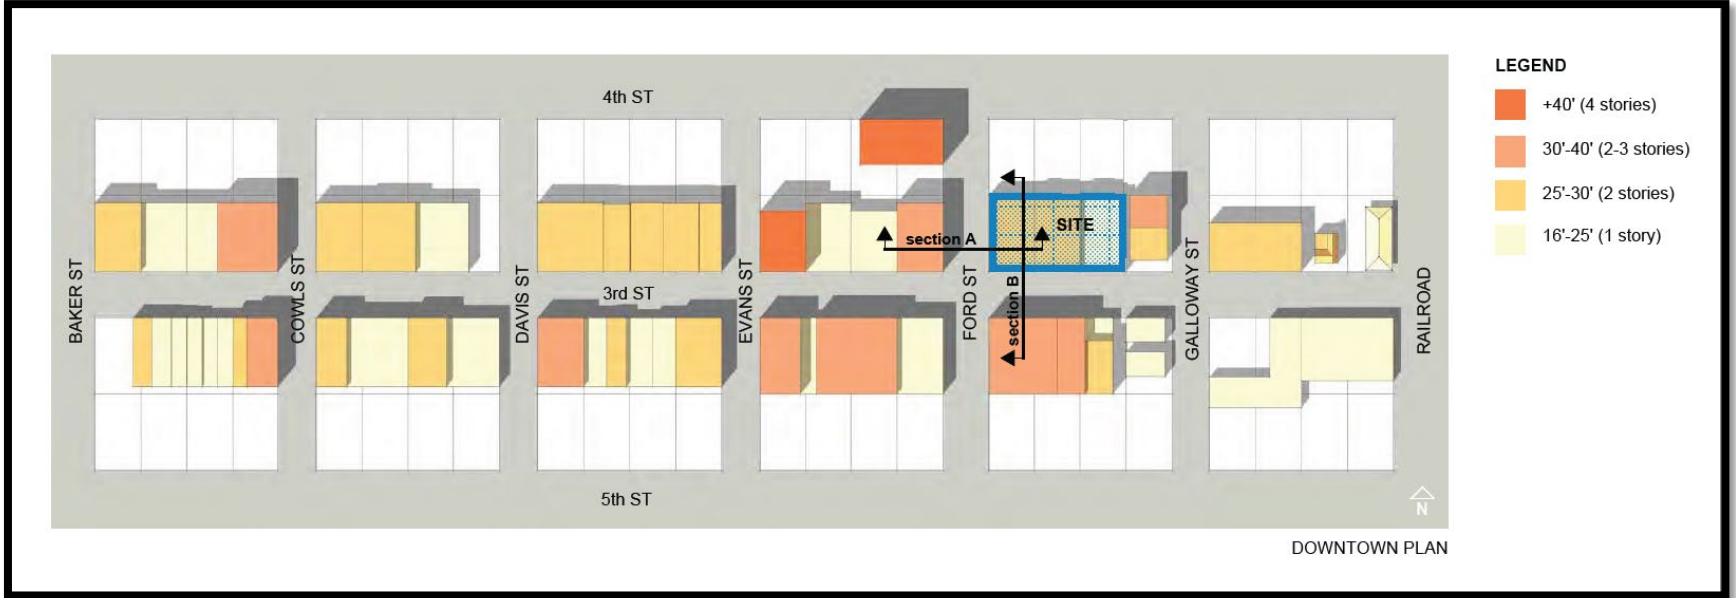 LEGEND
+40' (4 stories)
30'-40' (2-3 stories)
25'-30' (2 stories)
16'-25' (1 story)
4th ST
SITE
section A
3rd ST
section B
BAKER ST
COWLS ST
DAVIS ST
EVANS ST
FORD ST
GALLOWAY ST
RAILROAD
5th ST
N
DOWNTOWN PLAN